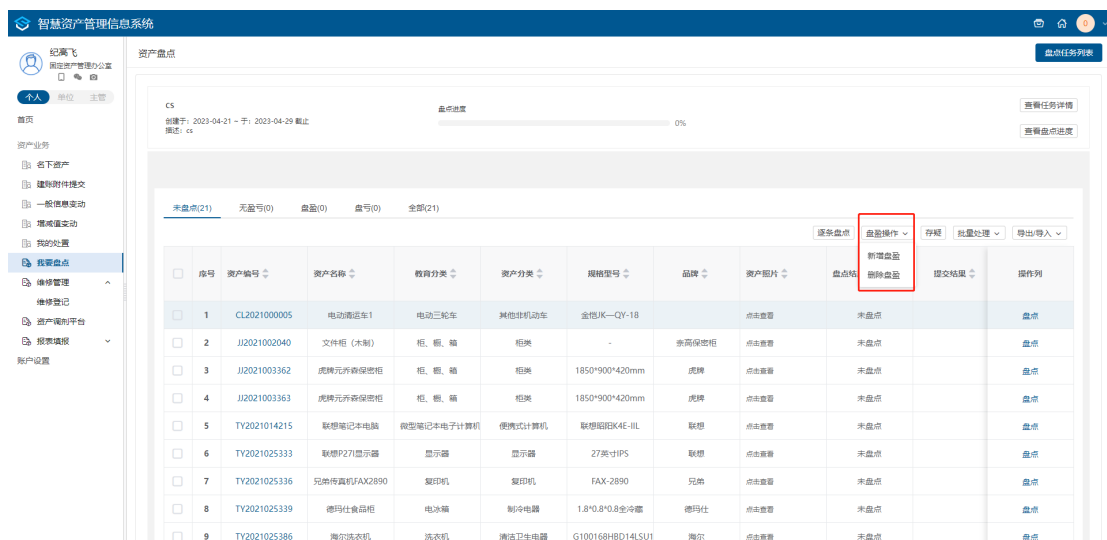 智慧资产管理信息系统
0
纪高飞
固定资产管理办公室
个人 单位 主管
首页
资产业务
名下资产
建账附件提交
一般信息变动
增减值变动
我的处置
我要盘点
维修管理
维修登记
资产调剂平台
报表填报
账户设置
资产盘点
盘点任务列表
cs
创建于：2023-04-21 ~ 于：2023-04-29 截止
描述：cs
盘点进度
0%
查看任务详情
查看盘点进度
未盘点(21) 无盈亏(0) 盘盈(0) 盘亏(0) 全部(21)
逐条盘点 盘盈操作 存疑 批量处理 导出/导入
新增盘盈
删除盘盈
序号 资产编号 资产名称 教育分类 资产分类 规格型号 品牌 资产照片 盘点结 提交结果 操作列
1 CL2021000005 电动清运车1 电动三轮车 其他非机动车 金恺JK—QY-18 点击查看 未盘点 盘点
2 JJ2021002040 文件柜（木制） 柜、橱、箱 柜类 - 奈高保密柜 点击查看 未盘点 盘点
3 JJ2021003362 虎牌元乔森保密柜 柜、橱、箱 柜类 1850*900*420mm 虎牌 点击查看 未盘点 盘点
4 JJ2021003363 虎牌元乔森保密柜 柜、橱、箱 柜类 1850*900*420mm 虎牌 点击查看 未盘点 盘点
5 TY2021014215 联想笔记本电脑 微型笔记本电子计算机 便携式计算机 联想昭阳K4E-IIL 联想 点击查看 未盘点 盘点
6 TY2021025333 联想P27I显示器 显示器 显示器 27英寸IPS 联想 点击查看 未盘点 盘点
7 TY2021025336 兄弟传真机FAX2890 复印机 复印机 FAX-2890 兄弟 点击查看 未盘点 盘点
8 TY2021025339 德玛仕食品柜 电冰箱 制冷电器 1.8*0.8*0.8全冷藏 德玛仕 点击查看 未盘点 盘点
9 TY2021025386 海尔洗衣机 洗衣机 清洁卫生电器 G100168HBD14LSU1 海尔 点击查看 未盘点 盘点